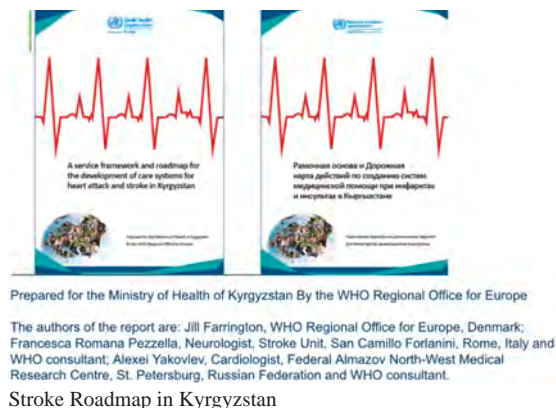 A service framework and roadmap for
the development of care systems for
heart attack and stroke in Kyrgyzstan
Рамочная основа и Дорожная
карта действий по созданию систем
медицинской помощи при инфарктах
и инсультах в Кыргызстане
Prepared for the Ministry of Health of Kyrgyzstan By the WHO Regional Office for Europe
The authors of the report are: Jill Farrington, WHO Regional Office for Europe, Denmark;
Francesca Romana Pezzella, Neurologist, Stroke Unit, San Camillo Forlanini, Rome, Italy and
WHO consultant; Alexei Yakovlev, Cardiologist, Federal Almazov North-West Medical
Research Centre, St. Petersburg, Russian Federation and WHO consultant.
Stroke Roadmap in Kyrgyzstan